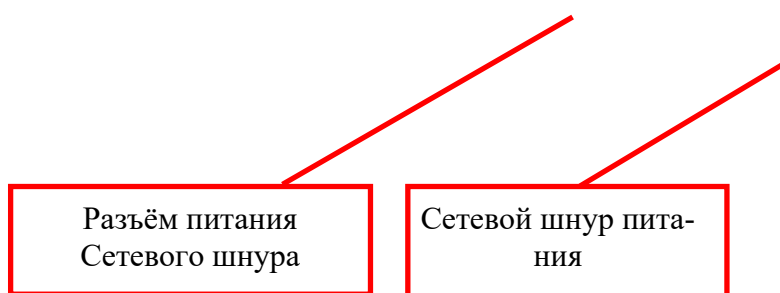 Разъём питания
Сетевого шнура
Сетевой шнур пита-
ния